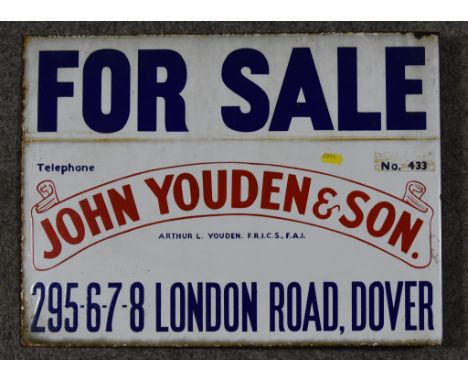 FOR SALE
Telephone No. 433
JOHN YOUDEN & SON.
ARTHUR L. YOUDEN. F.R.I.C.S., F.A.I.
295-6-7-8 LONDON ROAD, DOVER